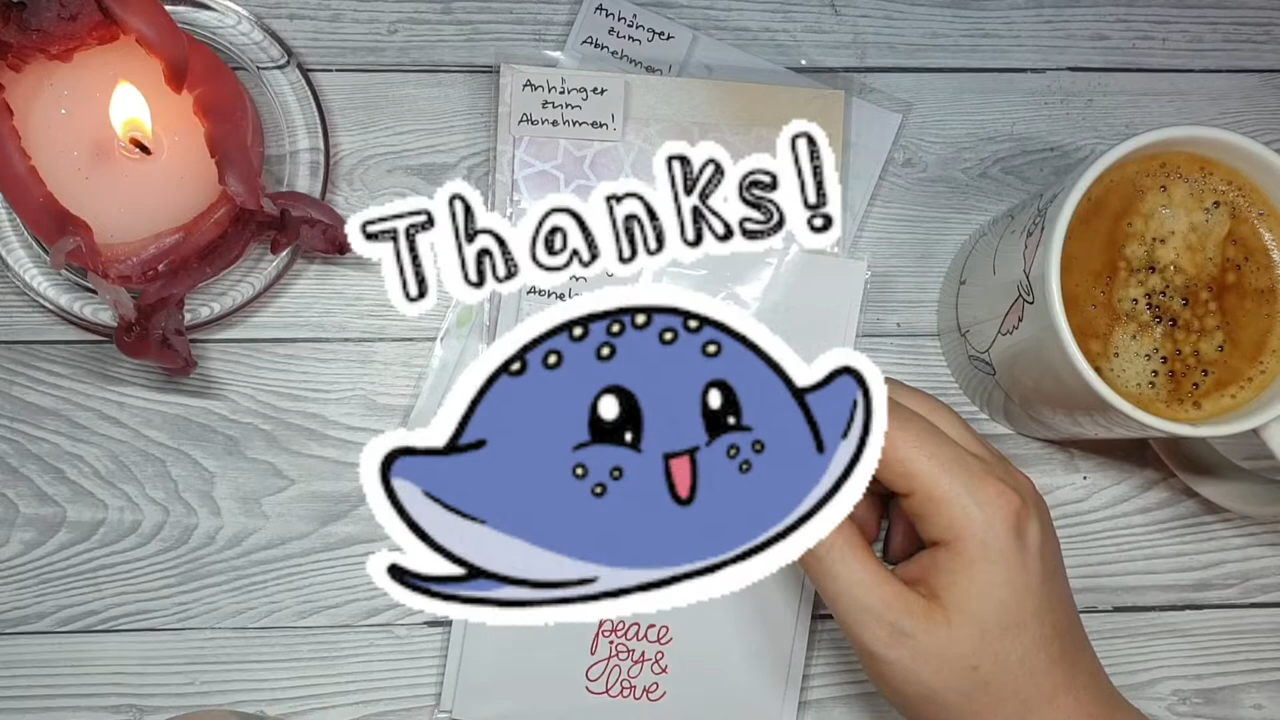 Anhänger
zum
Abnehmen!
Anhänger
zum
Abnehmen!
Thanks!
peace
joy &
love